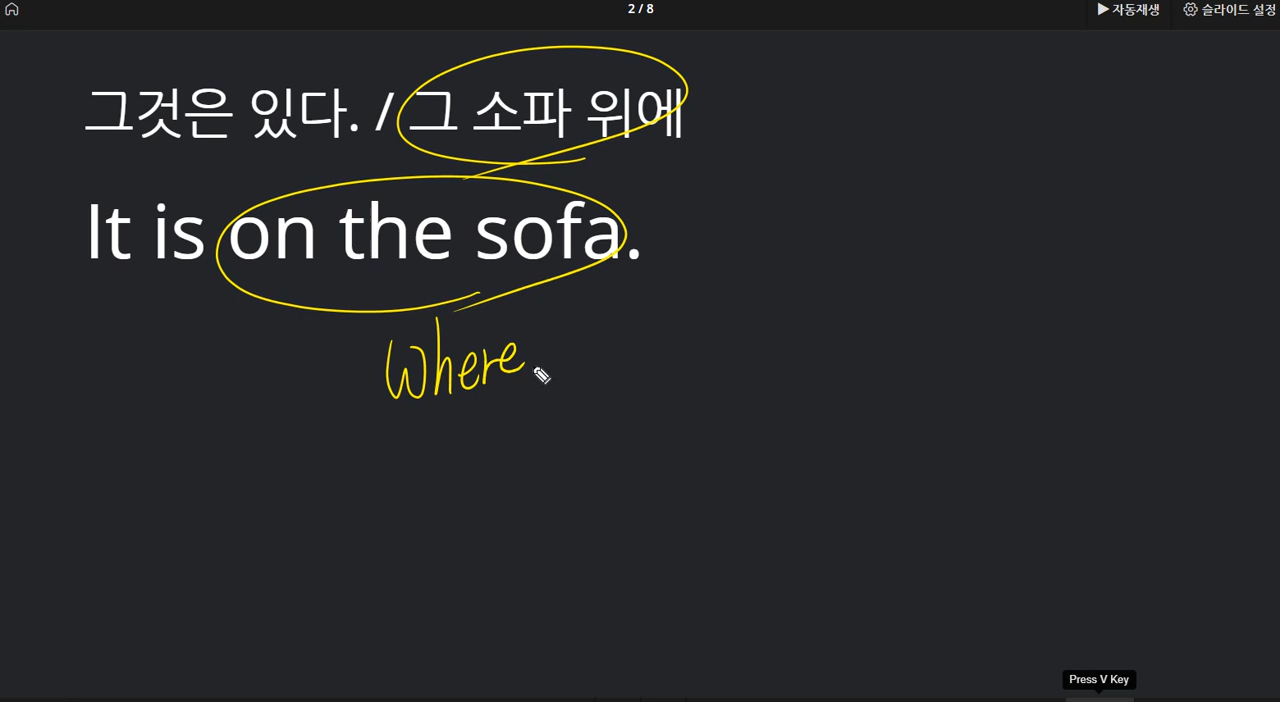 2 / 8
자동재생
슬라이드 설정
그것은 있다. / 그 소파 위에
It is on the sofa.
Where
Press V Key